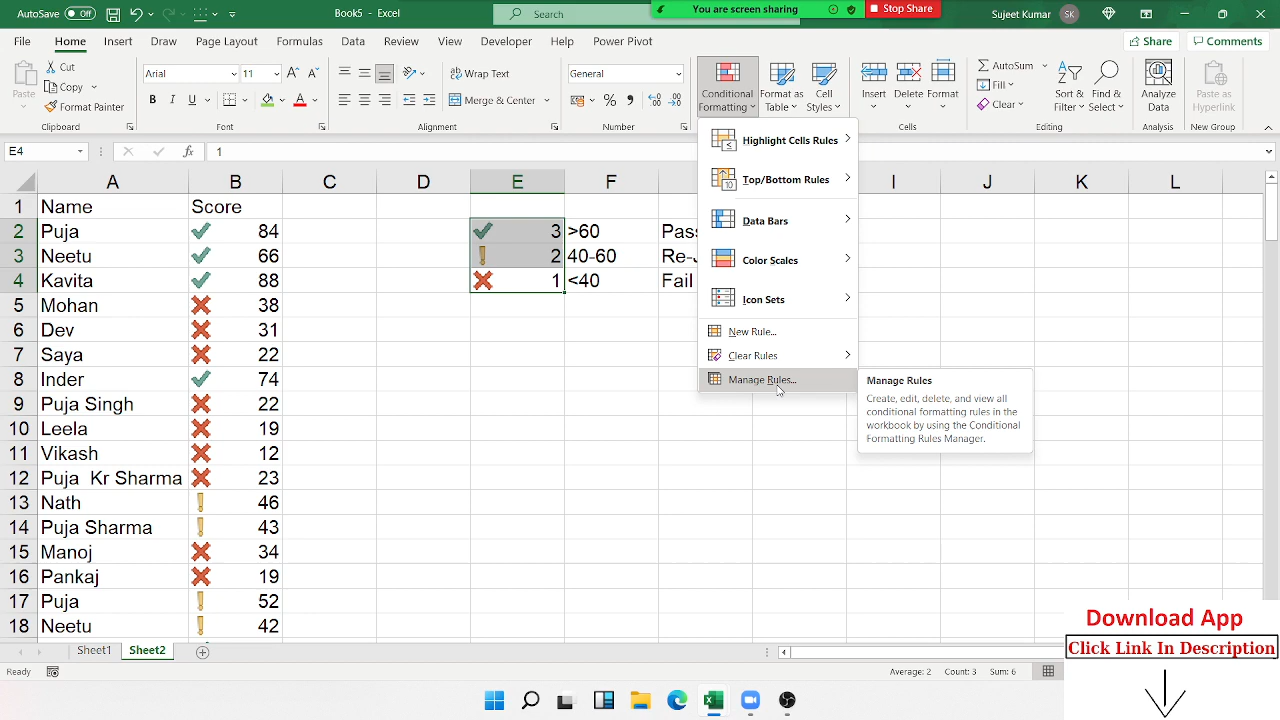 AutoSave Off
Book5 - Excel
Search
You are screen sharing
Stop Share
Sujeet Kumar
SK
File Home Insert Draw Page Layout Formulas Data Review View Developer Help Power Pivot
Share
Comments
Paste
Cut
Copy
Format Painter
Clipboard
Arial
11
B I U
Font
Wrap Text
Merge & Center
Alignment
General
Number
Conditional Formatting
Format as Table
Cell Styles
Insert Delete Format
Cells
AutoSum
Fill
Clear
Sort & Filter
Find & Select
Editing
Analyze Data
Analysis
Paste as Hyperlink
New Group
E4
fx
1
A B C D E F I J K L
1 Name Score
2 Puja 84 3 >60 Pas
3 Neetu 66 2 40-60 Re-
4 Kavita 88 1 <40 Fail
5 Mohan 38
6 Dev 31
7 Saya 22
8 Inder 74
9 Puja Singh 22
10 Leela 19
11 Vikash 12
12 Puja Kr Sharma 23
13 Nath 46
14 Puja Sharma 43
15 Manoj 34
16 Pankaj 19
17 Puja 52
18 Neetu 42
Highlight Cells Rules
Top/Bottom Rules
Data Bars
Color Scales
Icon Sets
New Rule...
Clear Rules
Manage Rules...
Manage Rules
Create, edit, delete, and view all
conditional formatting rules in the
workbook by using the Conditional
Formatting Rules Manager.
Download App
Click Link In Description
Sheet1 Sheet2
Ready
Average: 2 Count: 3 Sum: 6